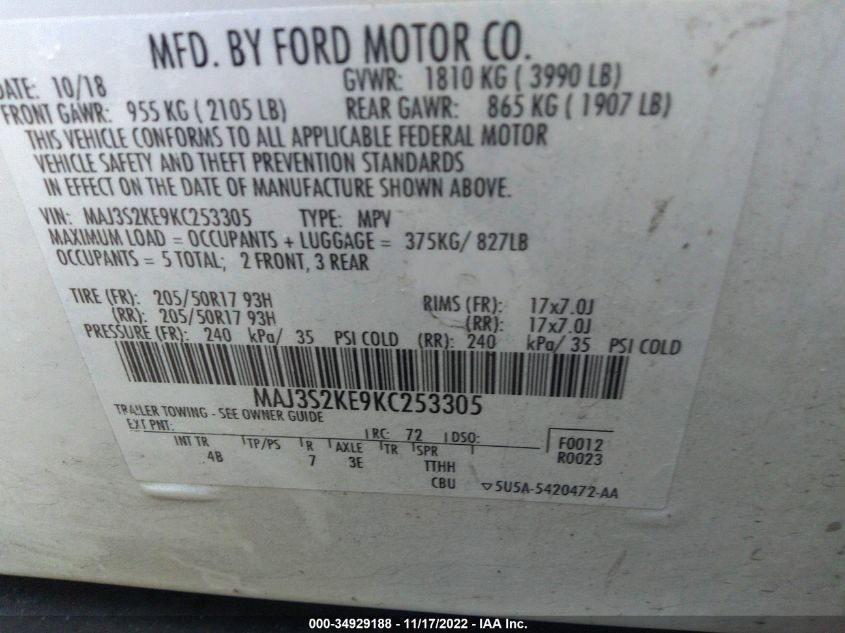 MFD. BY FORD MOTOR CO.
DATE: 10/18 GVWR: 1810 KG ( 3990 LB)
FRONT GAWR: 955 KG ( 2105 LB) REAR GAWR: 865 KG ( 1907 LB)
THIS VEHICLE CONFORMS TO ALL APPLICABLE FEDERAL MOTOR
VEHICLE SAFETY AND THEFT PREVENTION STANDARDS
IN EFFECT ON THE DATE OF MANUFACTURE SHOWN ABOVE.
VIN: MAJ3S2KE9KC253305 TYPE: MPV
MAXIMUM LOAD = OCCUPANTS + LUGGAGE = 375KG/ 827LB
OCCUPANTS = 5 TOTAL; 2 FRONT, 3 REAR
TIRE (FR): 205/50R17 93H RIMS (FR): 17x7.0J
(RR): 205/50R17 93H (RR): 17x7.0J
PRESSURE (FR): 240 kPa/ 35 PSI COLD (RR): 240 kPa/ 35 PSI COLD
MAJ3S2KE9KC253305
TRAILER TOWING - SEE OWNER GUIDE
EXT PNT: RC: 72 DSO: F0012
R0023
INT TR TP/PS R AXLE TR SPR
4B 7 3E TTHH
CBU 5U5A-5420472-AA
000-34929188 - 11/17/2022 - IAA Inc.